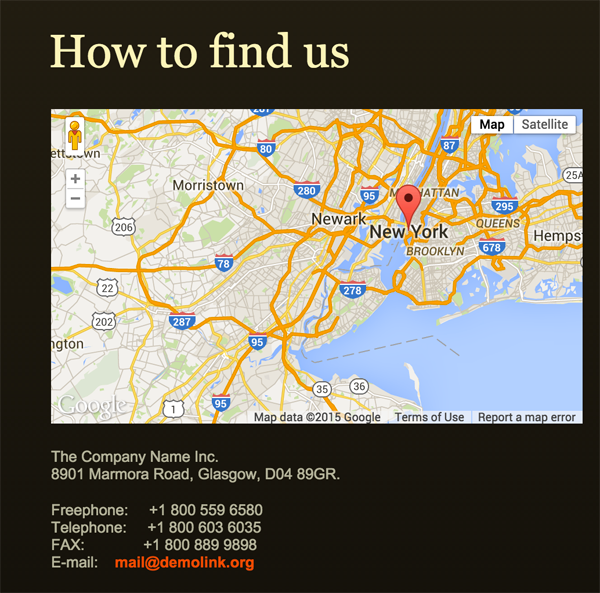 How to find us
Map Satellite
ettstown
80
87
25A
Morristown
280
95
MANHATTAN
295
206
Newark
New York
QUEENS
Hempst
BROOKLYN
678
78
22
278
202
287
ngton
95
35
36
95
1
Google
Map data ©2015 Google Terms of Use Report a map error
The Company Name Inc.
8901 Marmora Road, Glasgow, D04 89GR.
Freephone: +1 800 559 6580
Telephone: +1 800 603 6035
FAX: +1 800 889 9898
E-mail: mail@demolink.org